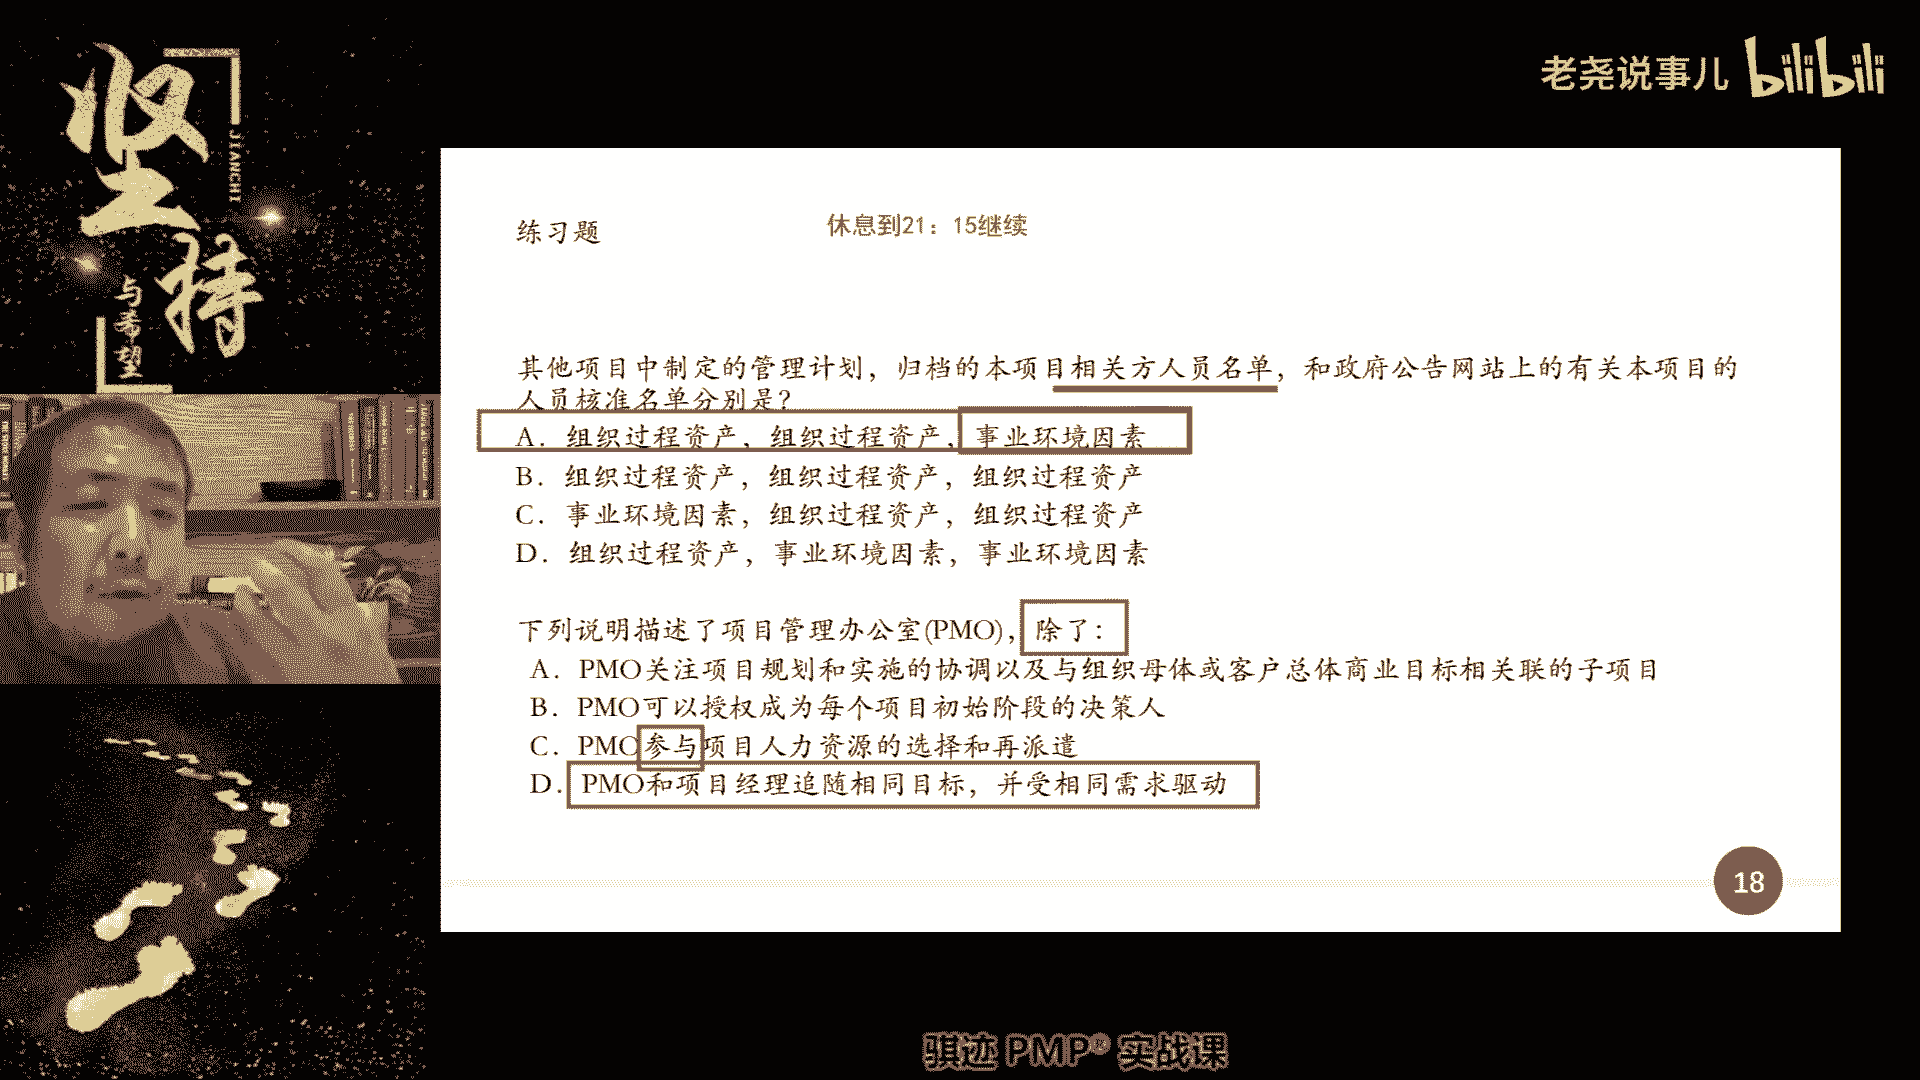 坚持
JIANCHI
与希望
老尧说事儿 bilibili
练习题
休息到21：15继续
其他项目中制定的管理计划，归档的本项目相关方人员名单，和政府公告网站上的有关本项目的
人员核准名单分别是？
A．组织过程资产，组织过程资产，事业环境因素
B．组织过程资产，组织过程资产，组织过程资产
C．事业环境因素，组织过程资产，组织过程资产
D．组织过程资产，事业环境因素，事业环境因素
下列说明描述了项目管理办公室(PMO)，除了：
A．PMO关注项目规划和实施的协调以及与组织母体或客户总体商业目标相关联的子项目
B．PMO可以授权成为每个项目初始阶段的决策人
C．PMO参与项目人力资源的选择和再派遣
D．PMO和项目经理追随相同目标，并受相同需求驱动
18
骐迹 PMP® 实战课